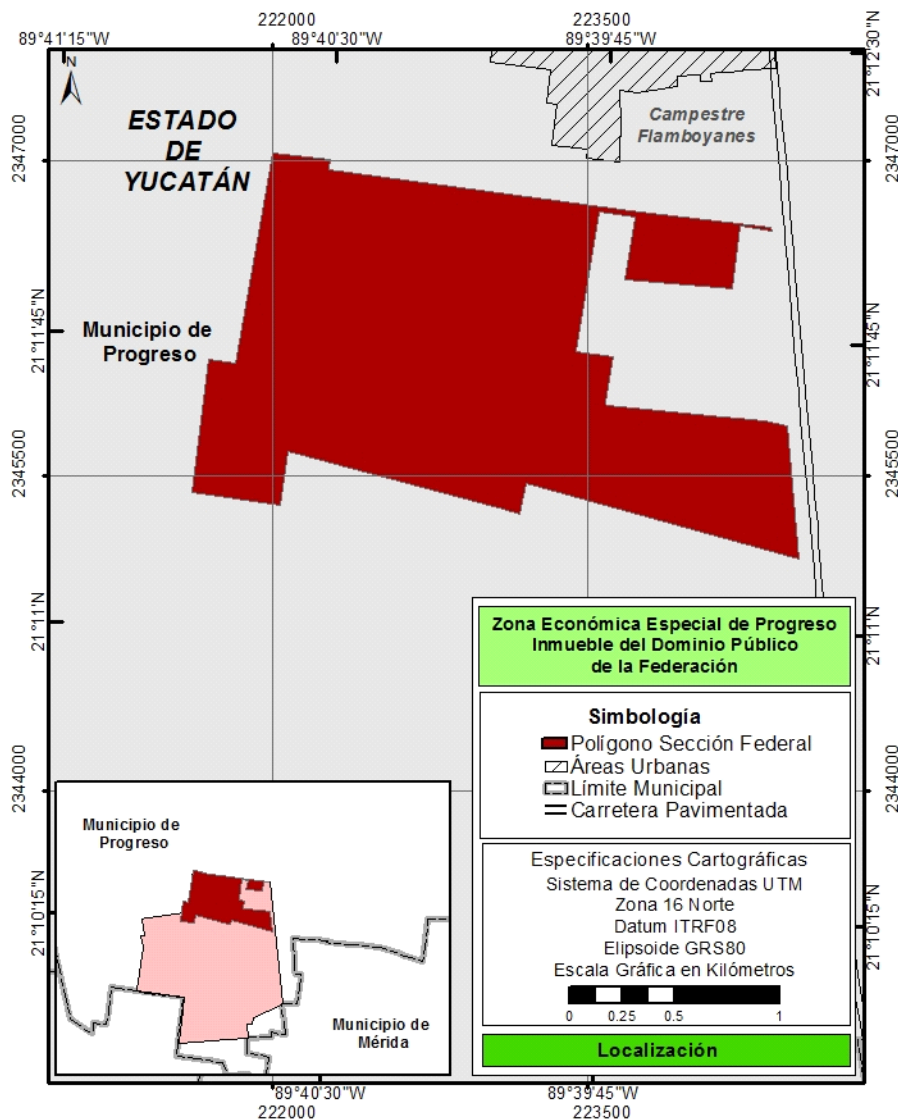 222000
223500
89°41'15"W
89°40'30"W
89°39'45"W
21°12'30"N
N
ESTADO
DE
YUCATÁN
Campestre
Flamboyanes
2347000
2347000
Municipio de
Progreso
21°11'45"N
21°11'45"N
2345500
2345500
21°11'N
21°11'N
Zona Económica Especial de Progreso
Inmueble del Dominio Público
de la Federación
Simbología
Polígono Sección Federal
Áreas Urbanas
Límite Municipal
Carretera Pavimentada
2344000
2344000
Municipio de
Progreso
Municipio de
Mérida
Especificaciones Cartográficas
Sistema de Coordenadas UTM
Zona 16 Norte
Datum ITRF08
Elipsoide GRS80
Escala Gráfica en Kilómetros
0 0.25 0.5 1
21°10'15"N
21°10'15"N
Localización
89°40'30"W
89°39'45"W
222000
223500